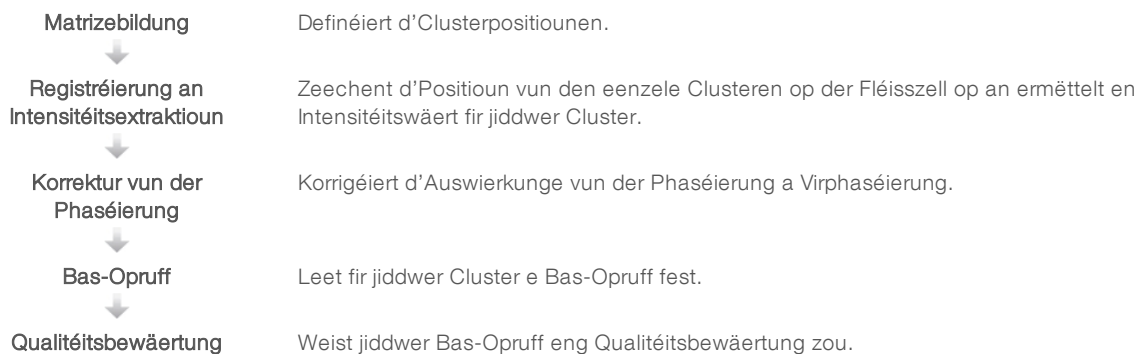 Matrizebildung
Definéiert d'Clusterpositiounen.
Registréierung an
Intensitéitsextraktioun
Zeechent d'Positioun vun den eenzele Clusteren op der Fléisszell op an ermëttelt en
Intensitéitswäert fir jiddwer Cluster.
Korrektur vun der
Phaséierung
Korrigéiert d'Auswierkunge vun der Phaséierung a Virphaséierung.
Bas-Opruff
Leet fir jiddwer Cluster e Bas-Opruff fest.
Qualitéitsbewäertung
Weist jiddwer Bas-Opruff eng Qualitéitsbewäertung zou.